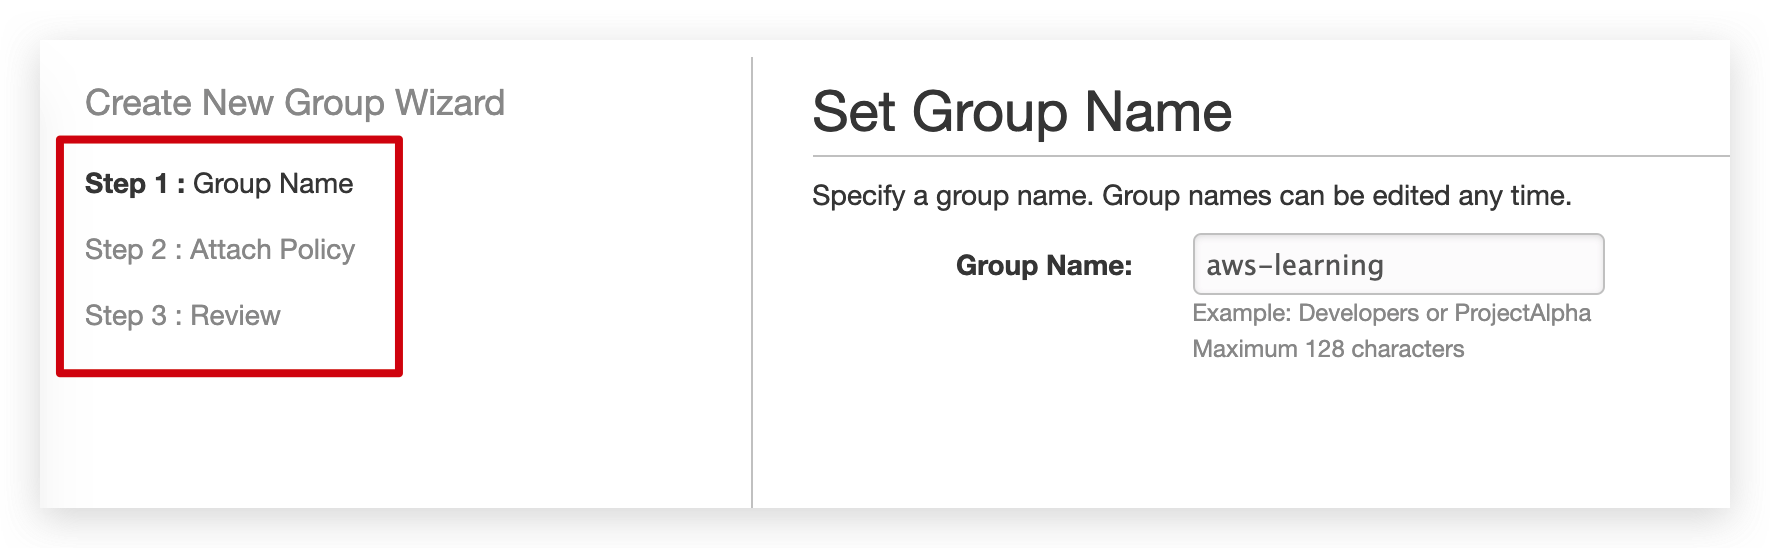 Create New Group Wizard
Step 1 : Group Name
Step 2 : Attach Policy
Step 3 : Review
Set Group Name
Specify a group name. Group names can be edited any time.
Group Name: aws-learning
Example: Developers or ProjectAlpha
Maximum 128 characters